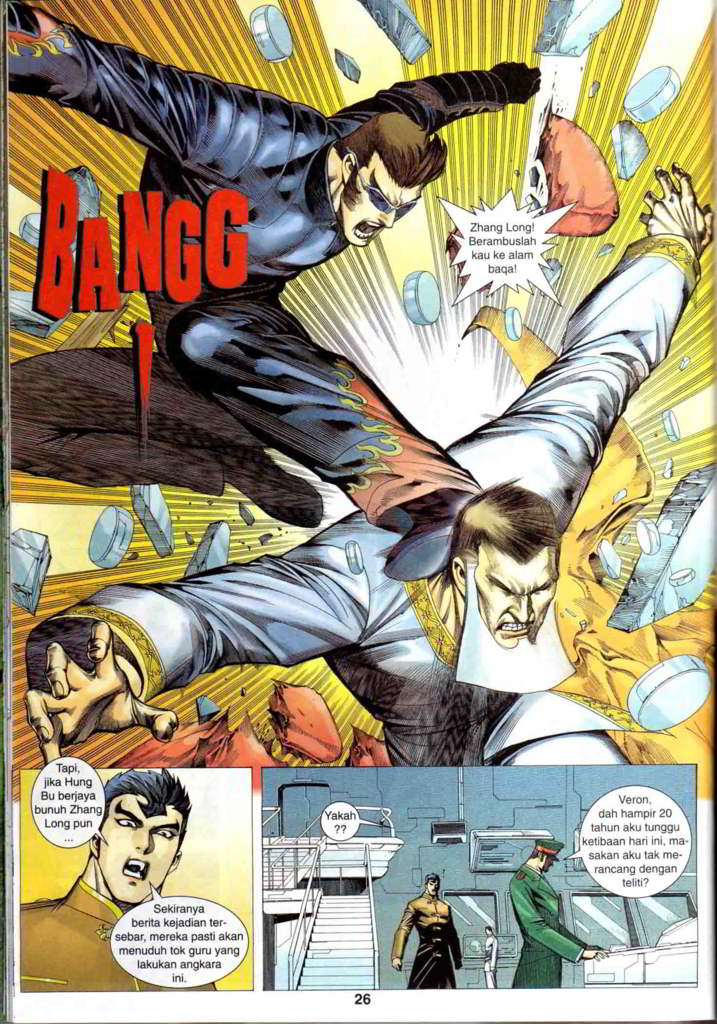 BANGG
!
Zhang Long!
Berambuslah
kau ke alam
baqa!
Tapi,
jika Hung
Bu berjaya
bunuh Zhang
Long pun
...
Sekiranya
berita kejadian ter-
sebar, mereka pasti akan
menuduh tok guru yang
lakukan angkara
ini.
Yakah
??
Veron,
dah hampir 20
tahun aku tunggu
ketibaan hari ini, ma-
sakan aku tak me-
rancang dengan
teliti?
26